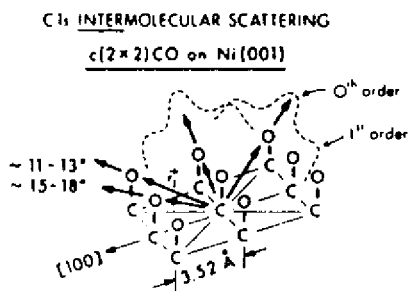 C1s INTERMOLECULAR SCATTERING
c(2×2)CO on Ni(001)
0th order
1st order
~ 11 - 13°
~ 15 - 18°
O O O O O O O O O
C C C C C C C C C
[100]
3.52 Å